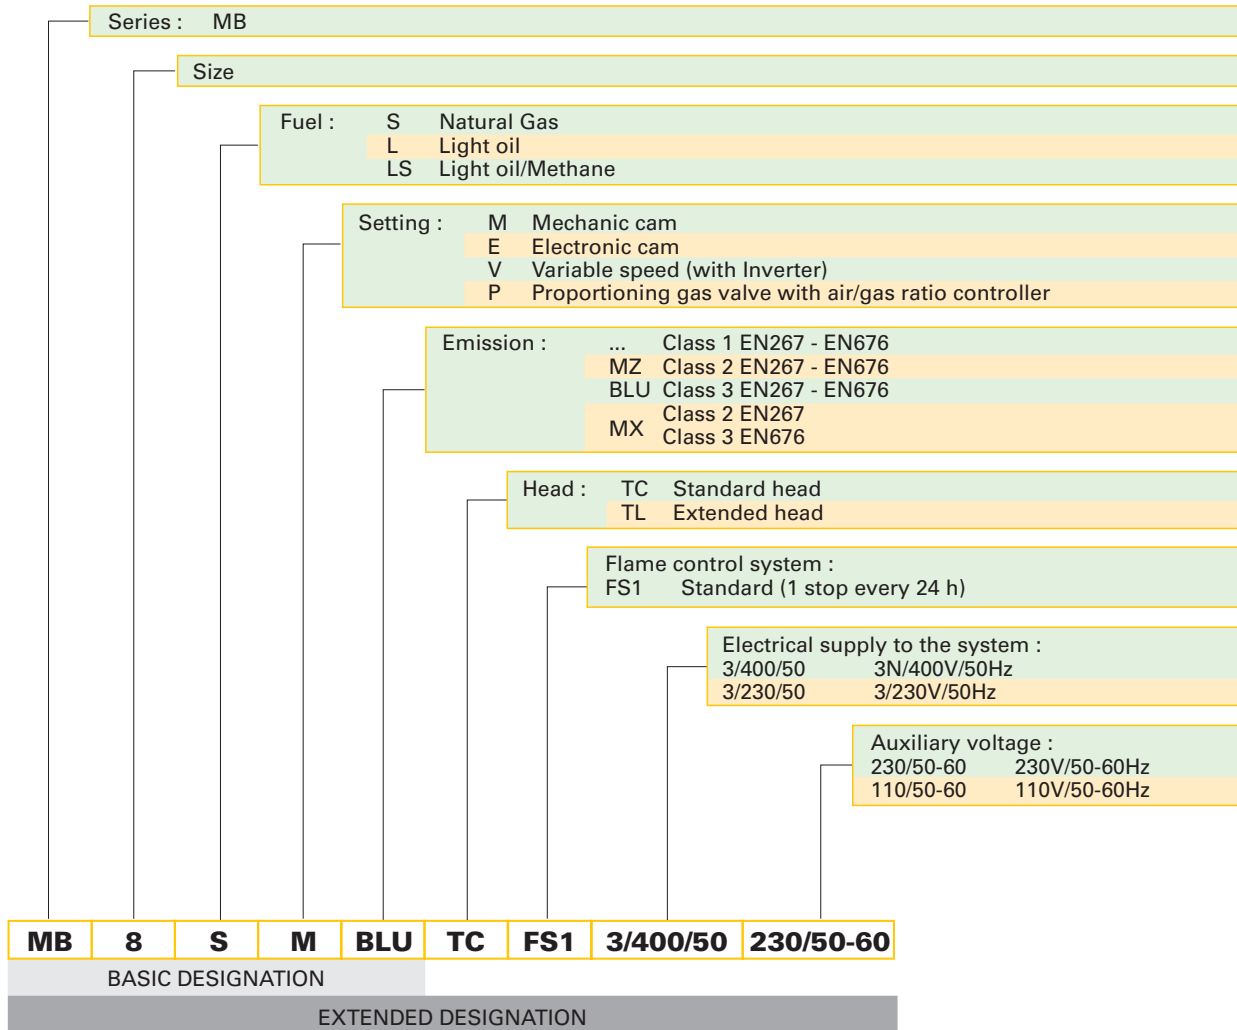 Series : MB
Size
Fuel : S Natural Gas
L Light oil
LS Light oil/Methane
Setting : M Mechanic cam
E Electronic cam
V Variable speed (with Inverter)
P Proportioning gas valve with air/gas ratio controller
Emission : ... Class 1 EN267 - EN676
MZ Class 2 EN267 - EN676
BLU Class 3 EN267 - EN676
MX Class 2 EN267
Class 3 EN676
Head : TC Standard head
TL Extended head
Flame control system :
FS1 Standard (1 stop every 24 h)
Electrical supply to the system :
3/400/50 3N/400V/50Hz
3/230/50 3/230V/50Hz
Auxiliary voltage :
230/50-60 230V/50-60Hz
110/50-60 110V/50-60Hz
MB 8 S M BLU TC FS1 3/400/50 230/50-60
BASIC DESIGNATION
EXTENDED DESIGNATION